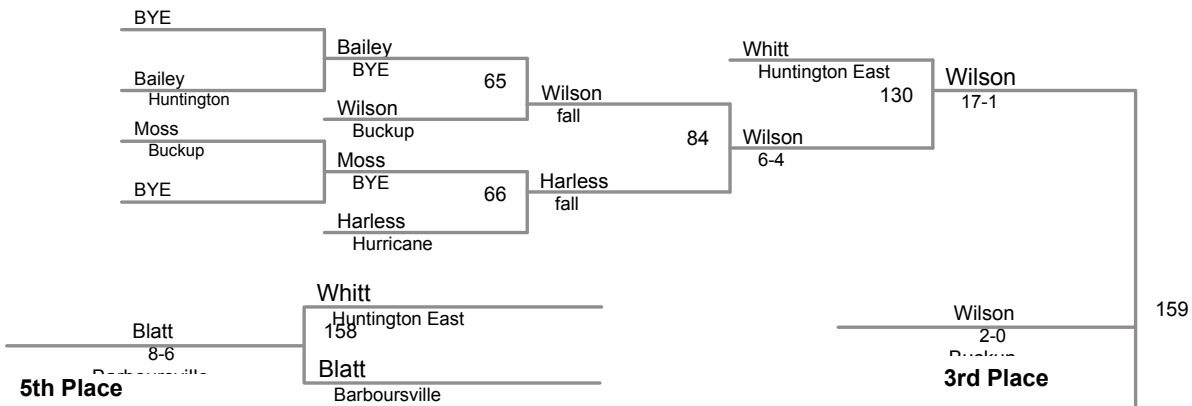 BYE
Bailey
Huntington
Bailey
BYE
65
Wilson
Buckup
Moss
Buckup
BYE
Moss
BYE
66
Harless
Hurricane
Wilson
fall
Harless
fall
84
Whitt
Huntington East
130
Wilson
6-4
Wilson
17-1
Whitt
Huntington East
158
Blatt
8-6
5th Place
Blatt
Barboursville
Wilson
2-0
3rd Place
159